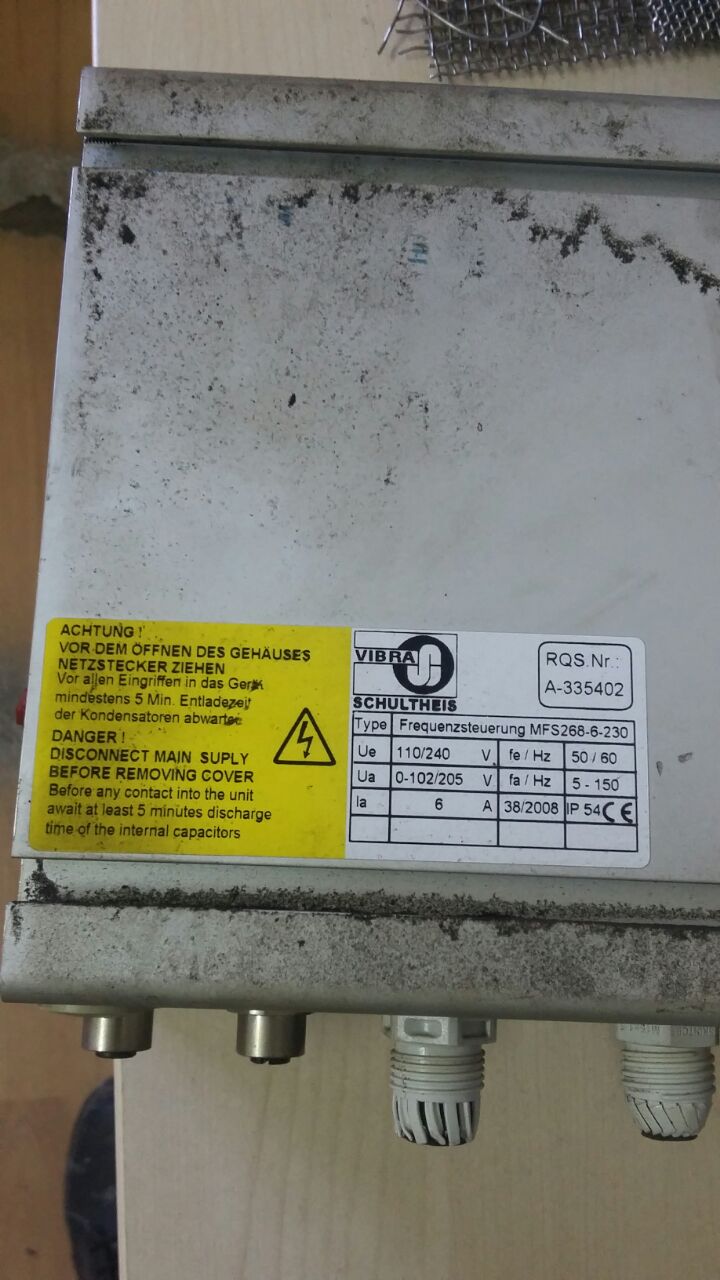 ACHTUNG !
VOR DEM ÖFFNEN DES GEHÄUSES
NETZSTECKER ZIEHEN
Vor allen Eingriffen in das Gerät
mindestens 5 Min. Entladezeit
der Kondensatoren abwarten
DANGER !
DISCONNECT MAIN SUPLY
BEFORE REMOVING COVER
Before any contact into the unit
await at least 5 minutes discharge
time of the internal capacitors
VIBRA
SCHULTHEIS
RQS.Nr.:
A-335402
Type Frequenzsteuerung MFS268-6-230
Ue 110/240 V fe / Hz 50 / 60
Ua 0-102/205 V fa / Hz 5 - 150
Ia 6 A 38/2008 IP 54 CE